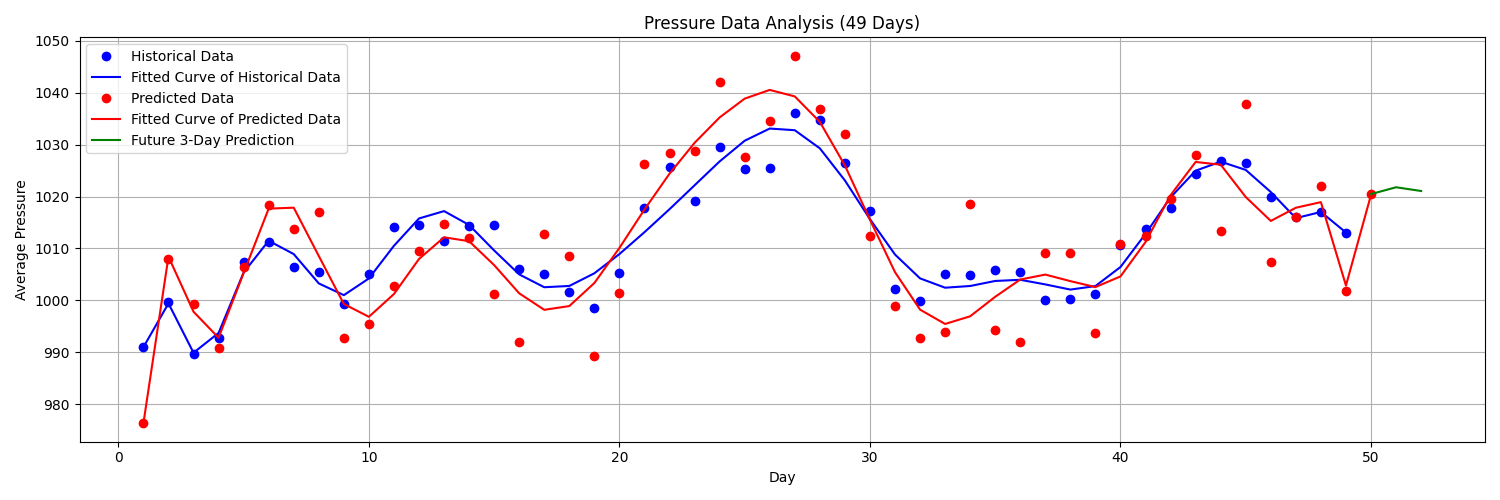 Pressure Data Analysis (49 Days)
Historical Data
Fitted Curve of Historical Data
Predicted Data
Fitted Curve of Predicted Data
Future 3-Day Prediction
Average Pressure
1050
1040
1030
1020
1010
1000
990
980
0 10 20 30 40 50
Day